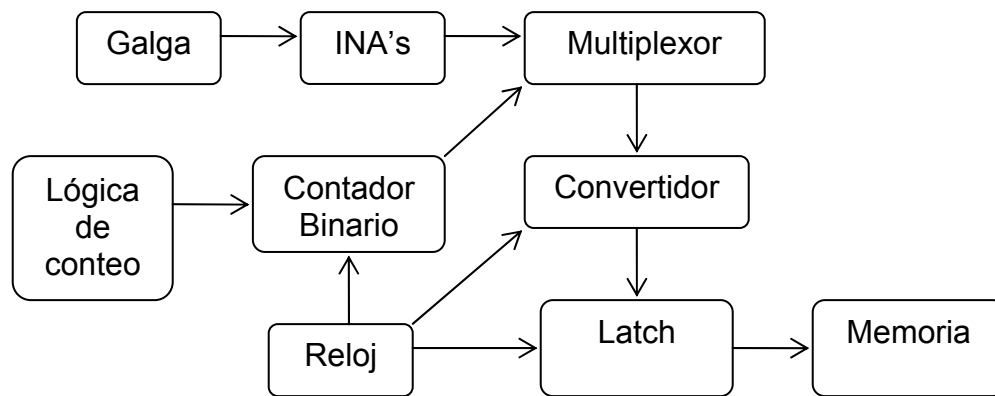 Galga
INA’s
Multiplexor
Lógica
de
conteo
Contador
Binario
Convertidor
Reloj
Latch
Memoria